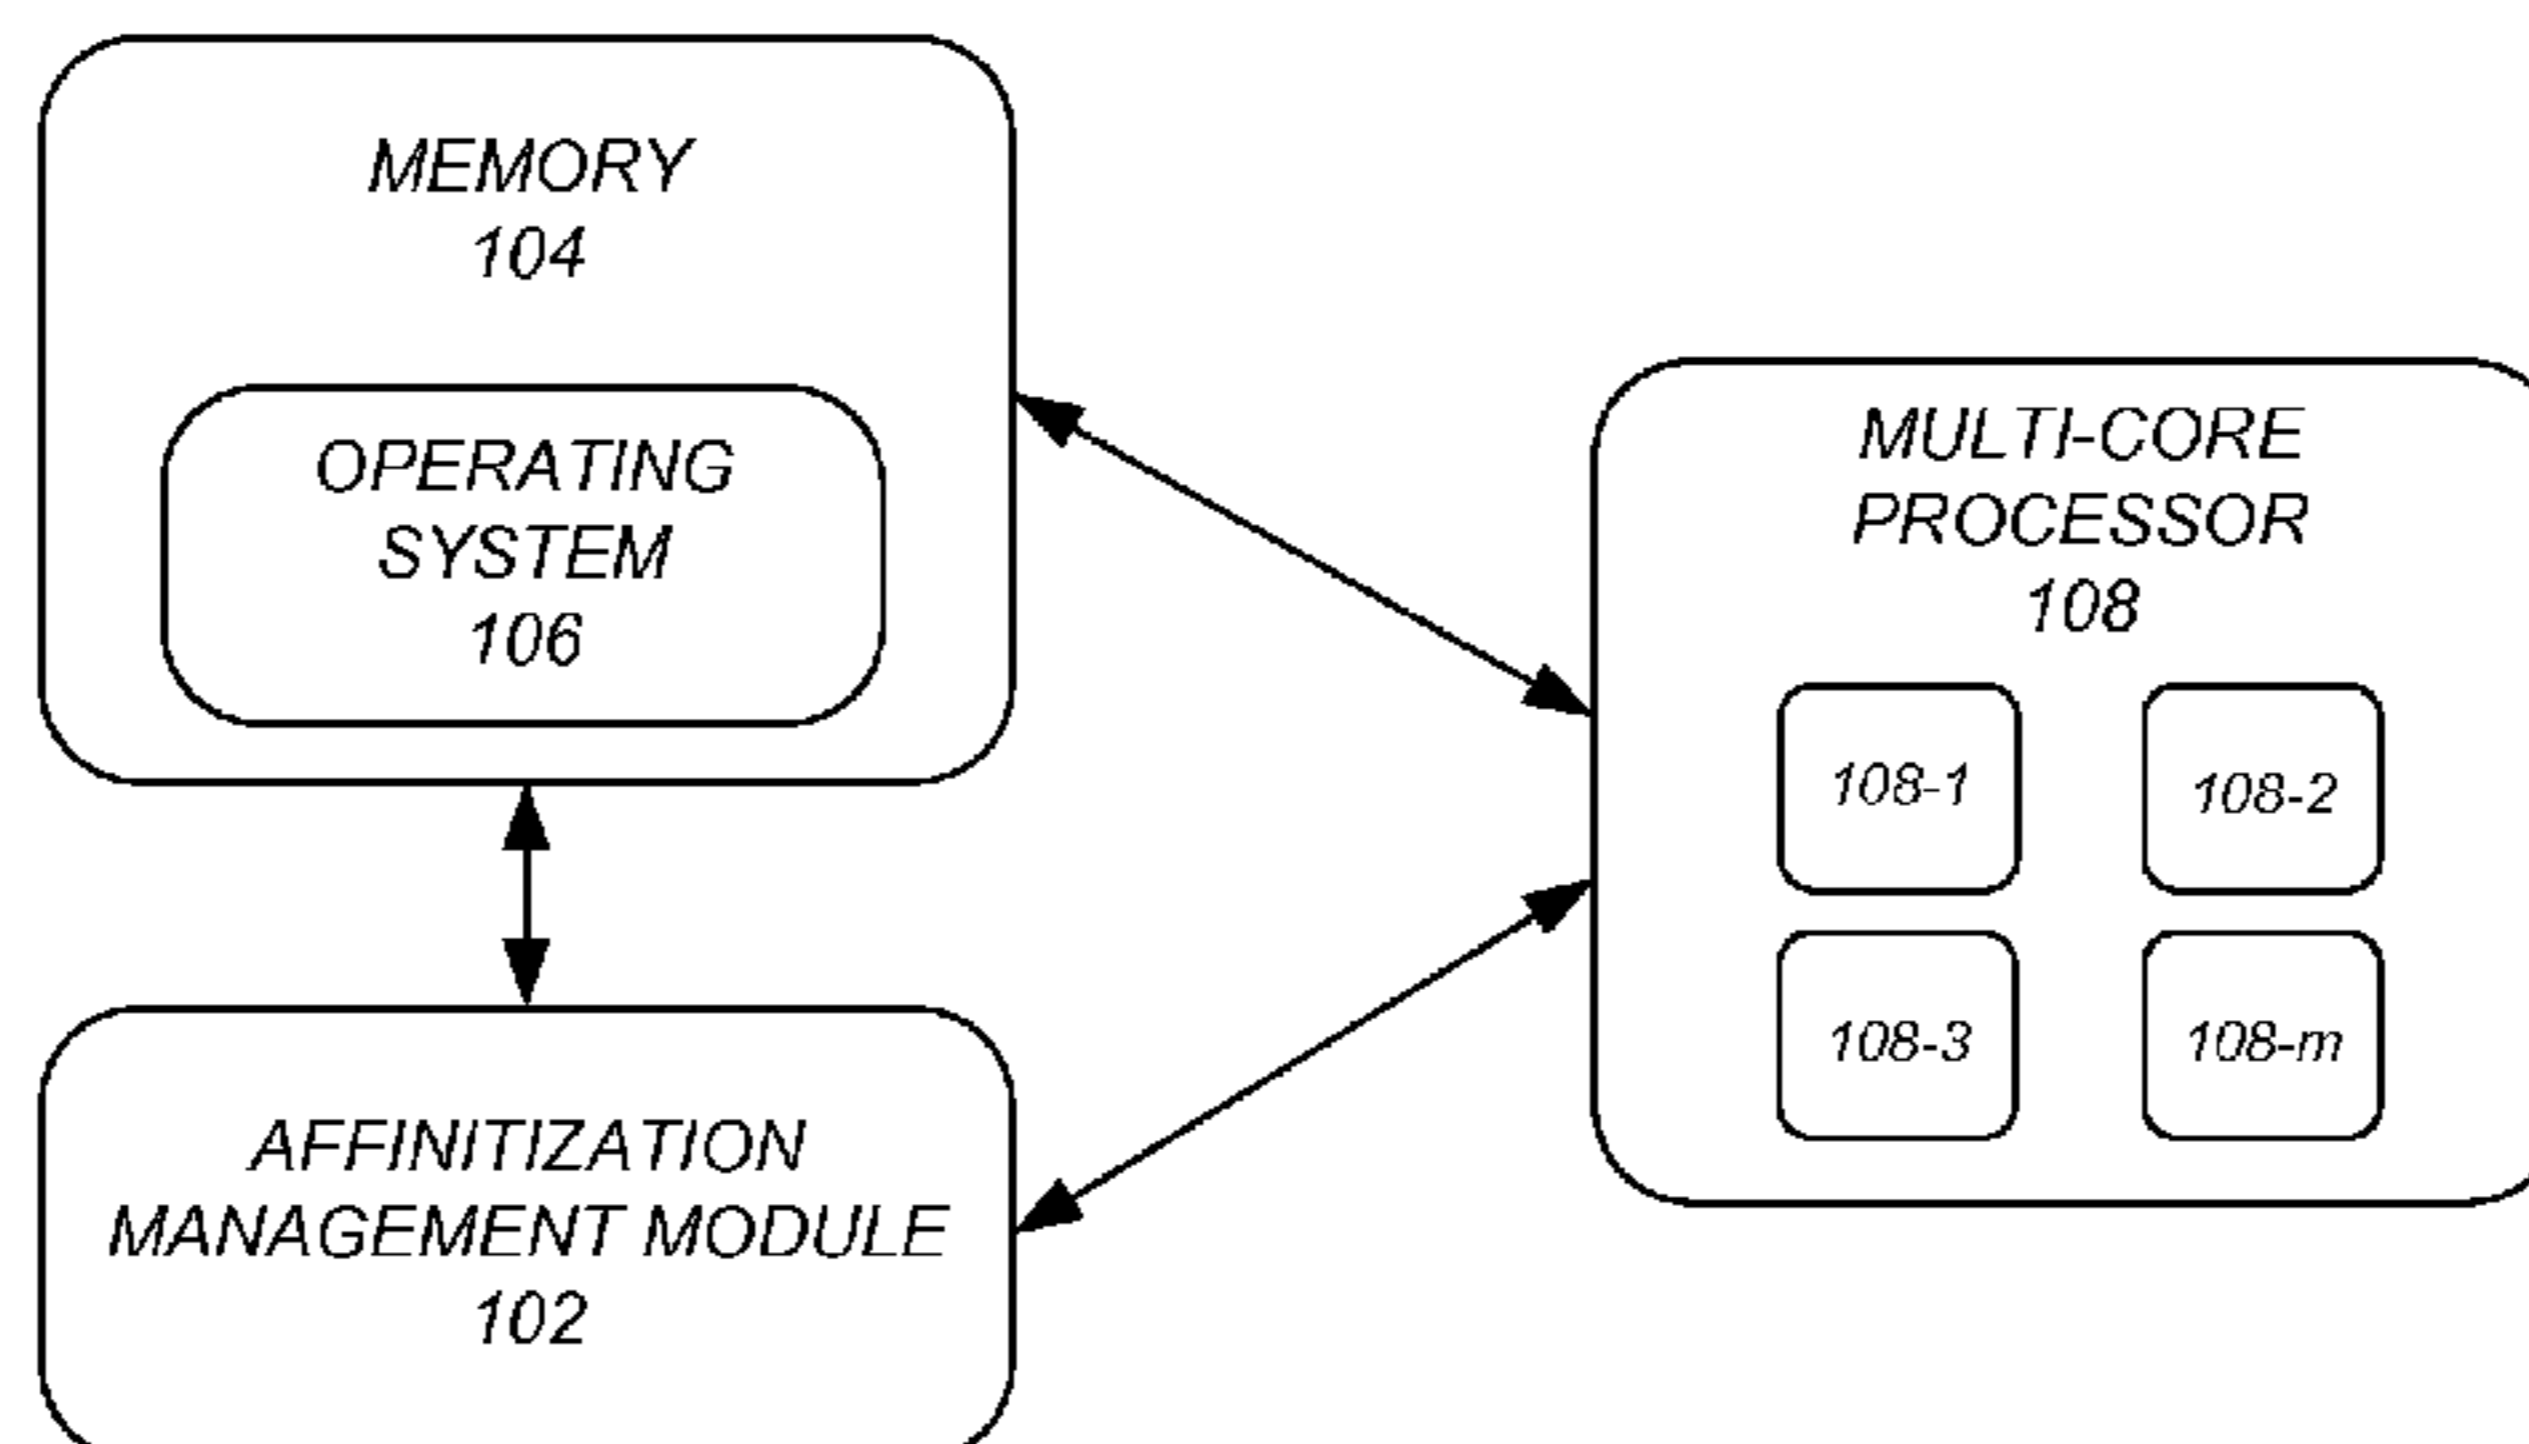 MEMORY
104
OPERATING
SYSTEM
106
MULTI-CORE
PROCESSOR
108
108-1
108-2
108-3
108-m
AFFINITIZATION
MANAGEMENT MODULE
102